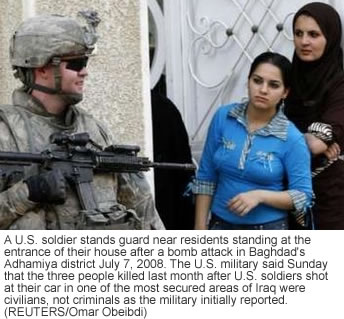 A U.S. soldier stands guard near residents standing at the
entrance of their house after a bomb attack in Baghdad's
Adhamiya district July 7, 2008. The U.S. military said Sunday
that the three people killed last month after U.S. soldiers shot
at their car in one of the most secured areas of Iraq were
civilians, not criminals as the military initially reported.
(REUTERS/Omar Obeibdi)